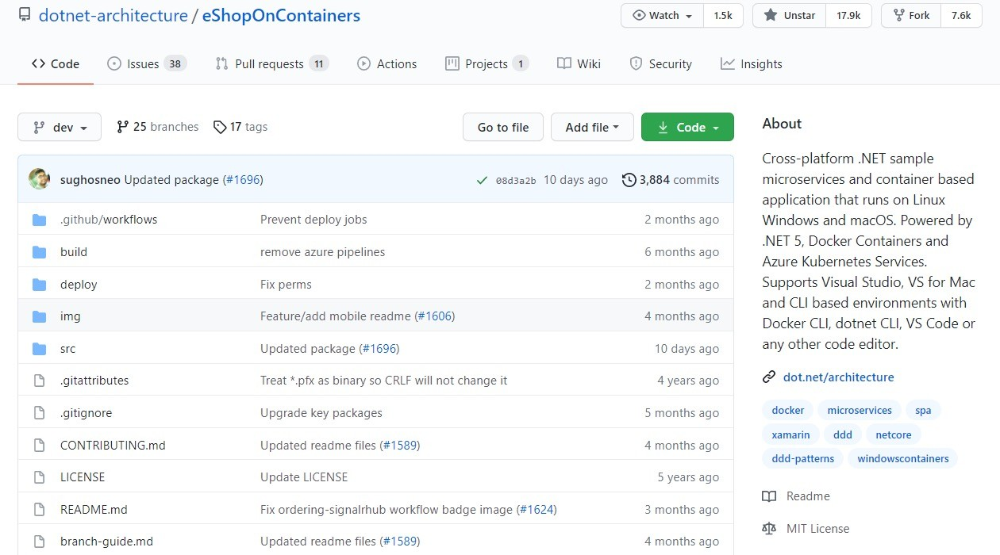 dotnet-architecture / eShopOnContainers
Watch 1.5k Unstar 17.9k Fork 7.6k
Code Issues 38 Pull requests 11 Actions Projects 1 Wiki Security Insights
dev 25 branches 17 tags Go to file Add file Code
sughosneo Updated package (#1696) 08d3a2b 10 days ago 3,884 commits
.github/workflows Prevent deploy jobs 2 months ago
build remove azure pipelines 6 months ago
deploy Fix perms 2 months ago
img Feature/add mobile readme (#1606) 4 months ago
src Updated package (#1696) 10 days ago
.gitattributes Treat *.pfx as binary so CRLF will not change it 4 years ago
.gitignore Upgrade key packages 5 months ago
CONTRIBUTING.md Updated readme files (#1589) 4 months ago
LICENSE Update LICENSE 5 years ago
README.md Fix ordering-signalrhub workflow badge image (#1624) 3 months ago
branch-guide.md Updated readme files (#1589) 4 months ago
About
Cross-platform .NET sample
microservices and container based
application that runs on Linux
Windows and macOS. Powered by
.NET 5, Docker Containers and
Azure Kubernetes Services.
Supports Visual Studio, VS for Mac
and CLI based environments with
Docker CLI, dotnet CLI, VS Code or
any other code editor.
dot.net/architecture
docker microservices spa
xamarin ddd netcore
ddd-patterns windowscontainers
Readme
MIT License